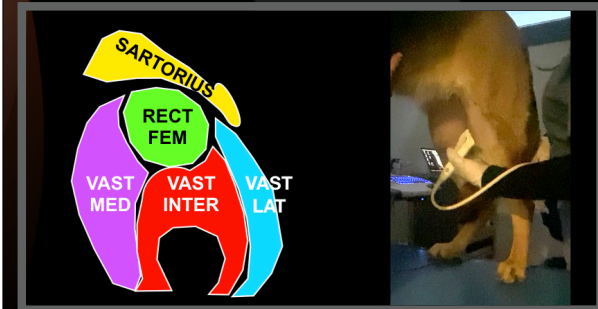 SARTORIUS
RECT
FEM
VAST
MED
VAST
INTER
VAST
LAT